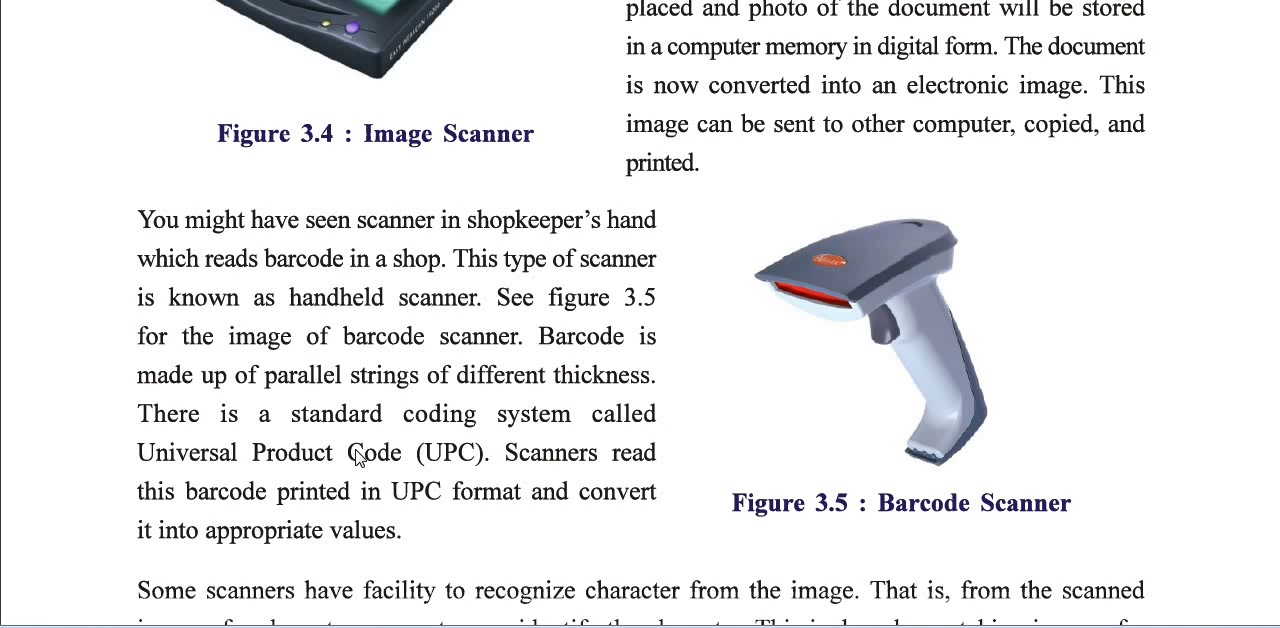 placed and photo of the document will be stored
in a computer memory in digital form. The document
is now converted into an electronic image. This
image can be sent to other computer, copied, and
printed.
Figure 3.4 : Image Scanner
You might have seen scanner in shopkeeper’s hand
which reads barcode in a shop. This type of scanner
is known as handheld scanner. See figure 3.5
for the image of barcode scanner. Barcode is
made up of parallel strings of different thickness.
There is a standard coding system called
Universal Product Code (UPC). Scanners read
this barcode printed in UPC format and convert
it into appropriate values.
Figure 3.5 : Barcode Scanner
Some scanners have facility to recognize character from the image. That is, from the scanned